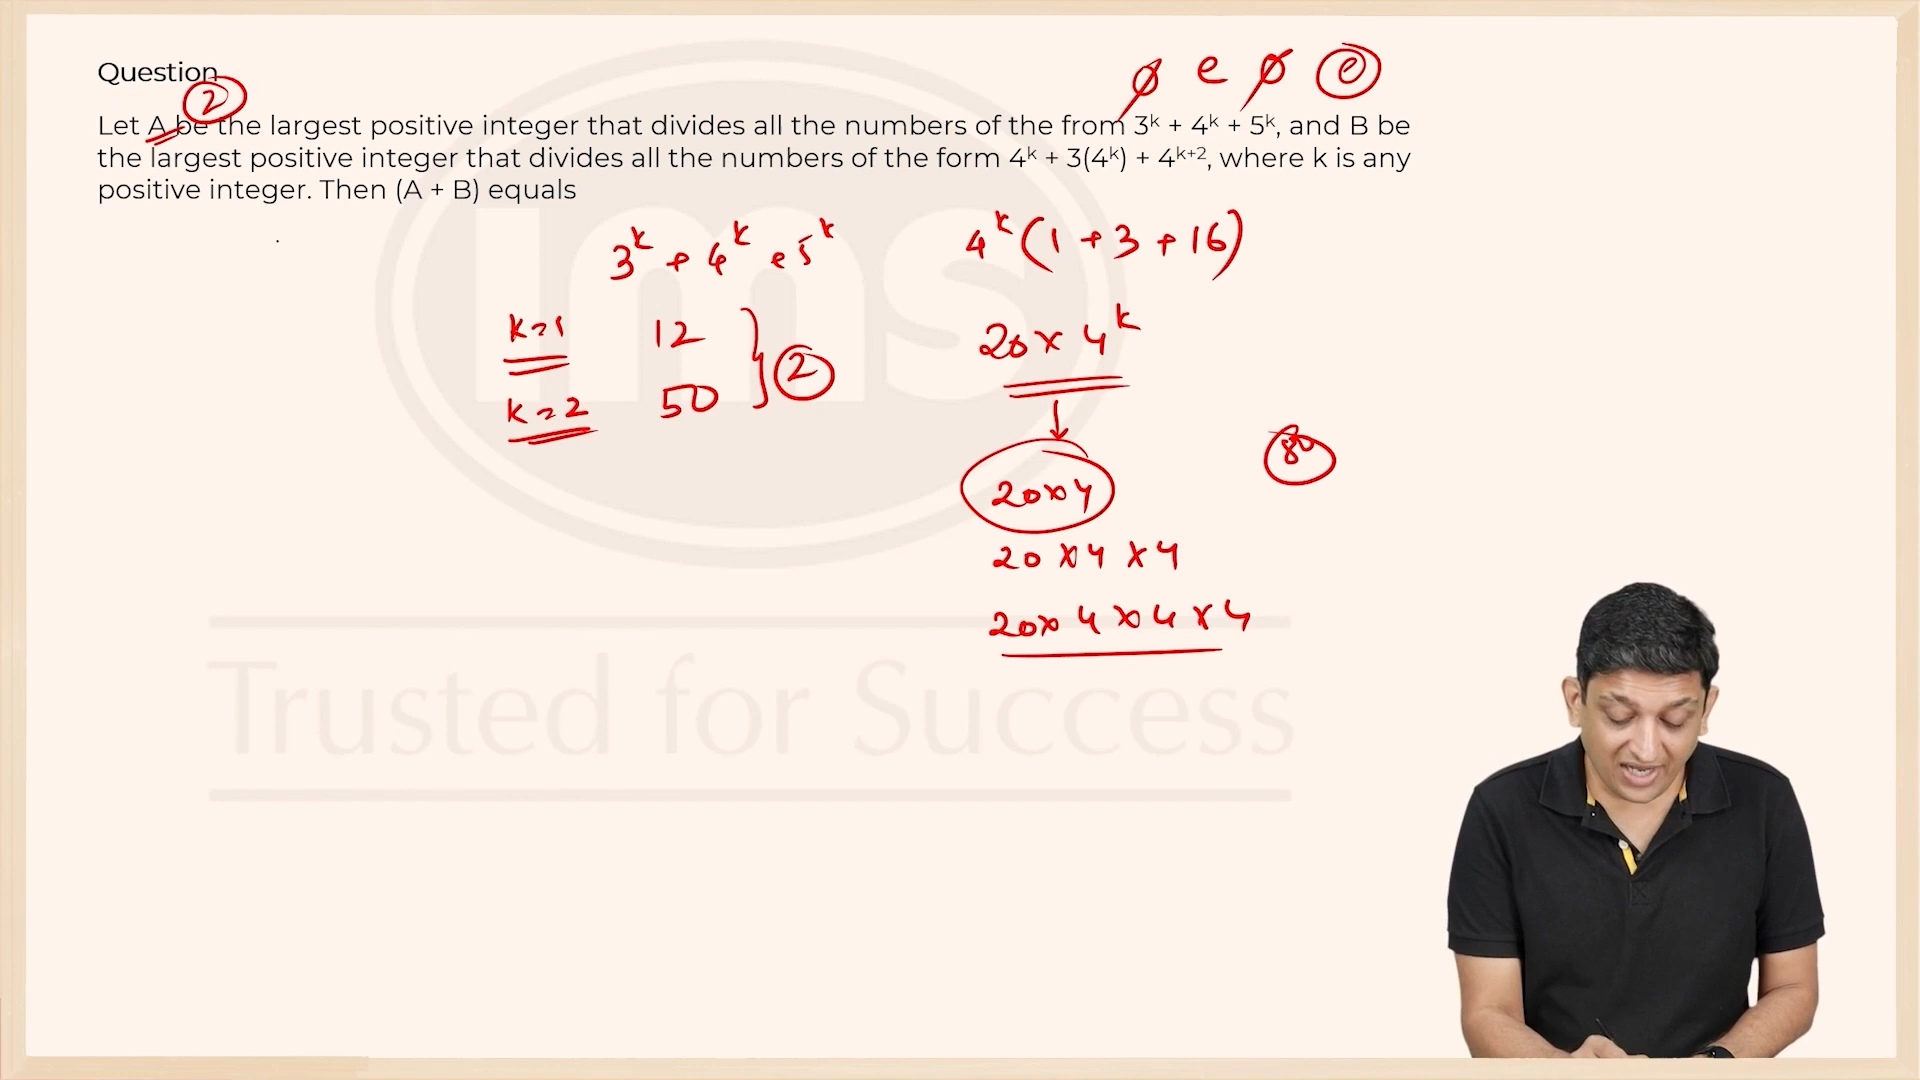 Question
2
o e o e
Let A be the largest positive integer that divides all the numbers of the from 3ᵏ + 4ᵏ + 5ᵏ, and B be
the largest positive integer that divides all the numbers of the form 4ᵏ + 3(4ᵏ) + 4ᵏ⁺², where k is any
positive integer. Then (A + B) equals
3ᵏ + 4ᵏ + 5ᵏ
k=1 12
k=2 50
2
4ᵏ(1+3+16)
20 x 4ᵏ
20x4
20 x 4 x 4
20x 4 x 4 x 4
80
ims
Trusted for Success